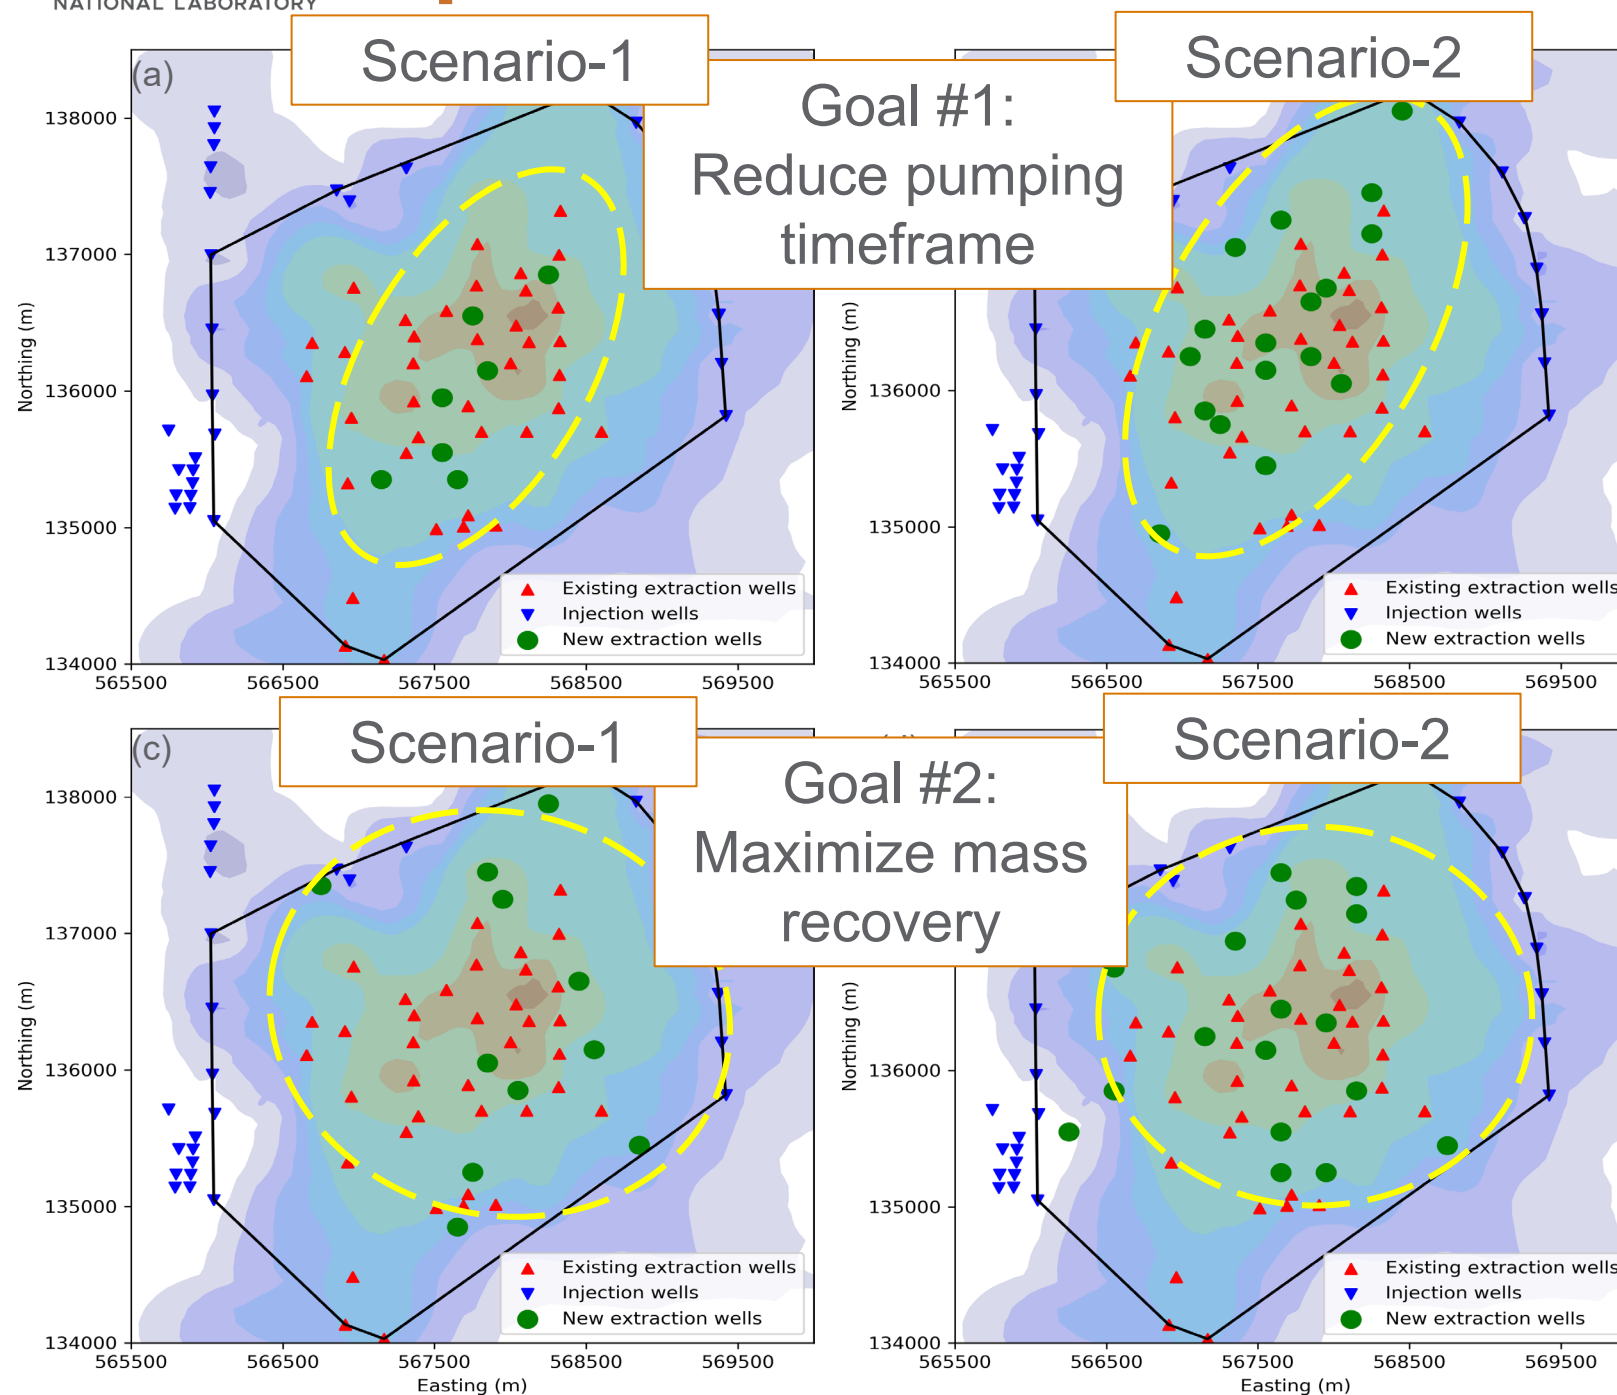 NATIONAL LABORATORY
Scenario-1
Scenario-2
(a)
Goal #1:
Reduce pumping
timeframe
138000
137000
136000
135000
134000
Northing (m)
565500 566500 567500 568500 569500
Existing extraction wells
Injection wells
New extraction wells
138000
137000
136000
135000
134000
Northing (m)
565500 566500 567500 568500 569500
Existing extraction wells
Injection wells
New extraction wells
Scenario-1
Scenario-2
(c)
Goal #2:
Maximize mass
recovery
138000
137000
136000
135000
134000
Northing (m)
565500 566500 567500 568500 569500
Easting (m)
Existing extraction wells
Injection wells
New extraction wells
136000
135000
134000
Northing (m)
565500 566500 567500 568500 569500
Easting (m)
Existing extraction wells
Injection wells
New extraction wells
138000
137000